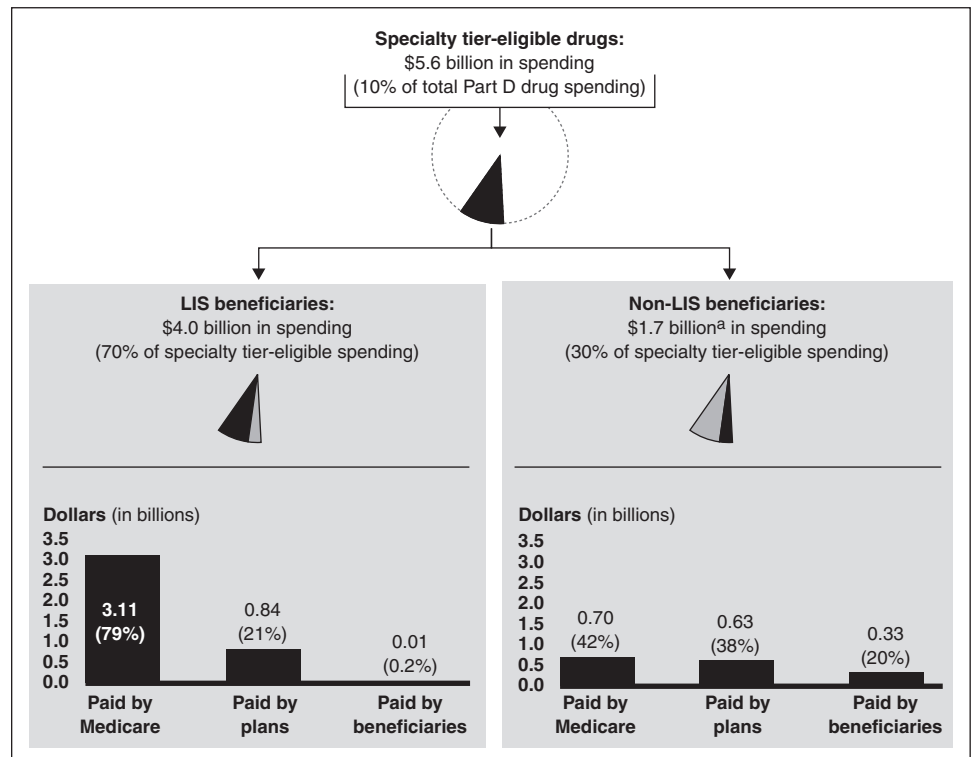 Specialty tier-eligible drugs:
$5.6 billion in spending
(10% of total Part D drug spending)
LIS beneficiaries:
$4.0 billion in spending
(70% of specialty tier-eligible spending)
Dollars (in billions)
3.5
3.0
2.5
2.0
1.5
1.0
0.5
0.0
3.11
(79%)
0.84
(21%)
0.01
(0.2%)
Paid by
Medicare
Paid by
plans
Paid by
beneficiaries
Non-LIS beneficiaries:
$1.7 billionª in spending
(30% of specialty tier-eligible spending)
Dollars (in billions)
3.5
3.0
2.5
2.0
1.5
1.0
0.5
0.0
0.70
(42%)
0.63
(38%)
0.33
(20%)
Paid by
Medicare
Paid by
plans
Paid by
beneficiaries